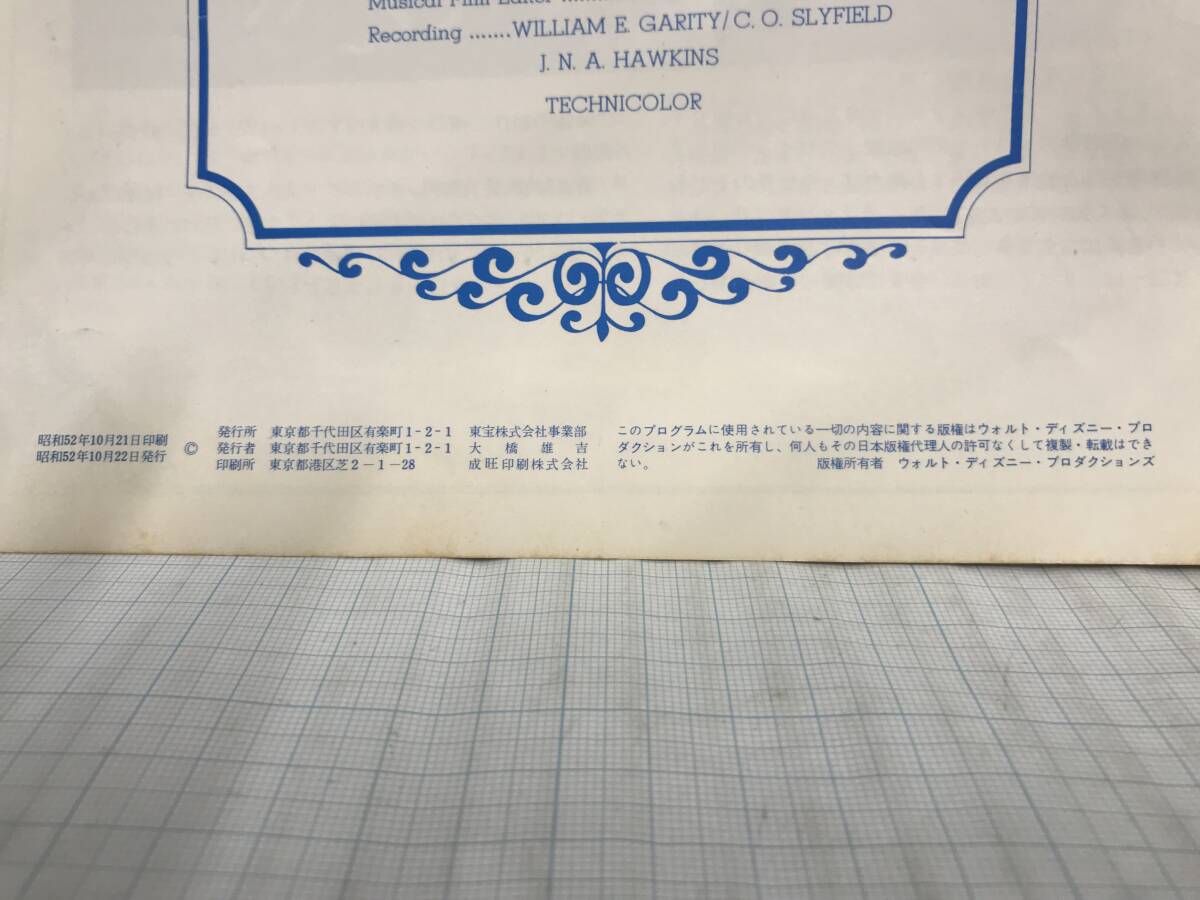 Musical Film Editor ......
Recording .......WILLIAM E. GARITY/C. O. SLYFIELD
J. N. A. HAWKINS
TECHNICOLOR
昭和52年10月21日印刷
昭和52年10月22日発行
©
発行所 東京都千代田区有楽町1-2-1 東宝株式会社事業部
発行者 東京都千代田区有楽町1-2-1 大橋雄吉
印刷所 東京都港区芝2-1-28 成旺印刷株式会社
このプログラムに使用されている一切の内容に関する版権はウォルト・ディズニー・プロ
ダクションがこれを所有し、何人もその日本版権代理人の許可なくして複製・転載はでき
ない。 版権所有者 ウォルト・ディズニー・プロダクションズ